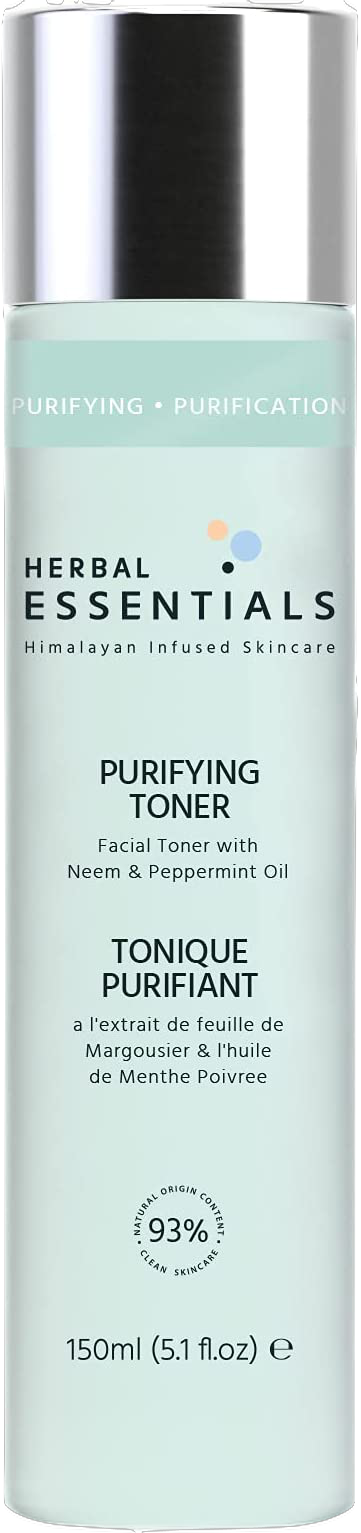 PURIFYING • PURIFICATION
HERBAL
ESSENTIALS
Himalayan Infused Skincare
PURIFYING
TONER
Facial Toner with
Neem & Peppermint Oil
TONIQUE
PURIFIANT
a l'extrait de feuille de
Margousier & l'huile
de Menthe Poivree
NATURAL ORIGIN CONTENT
93%
• CLEAN SKINCARE •
150ml (5.1 fl.oz) ℮